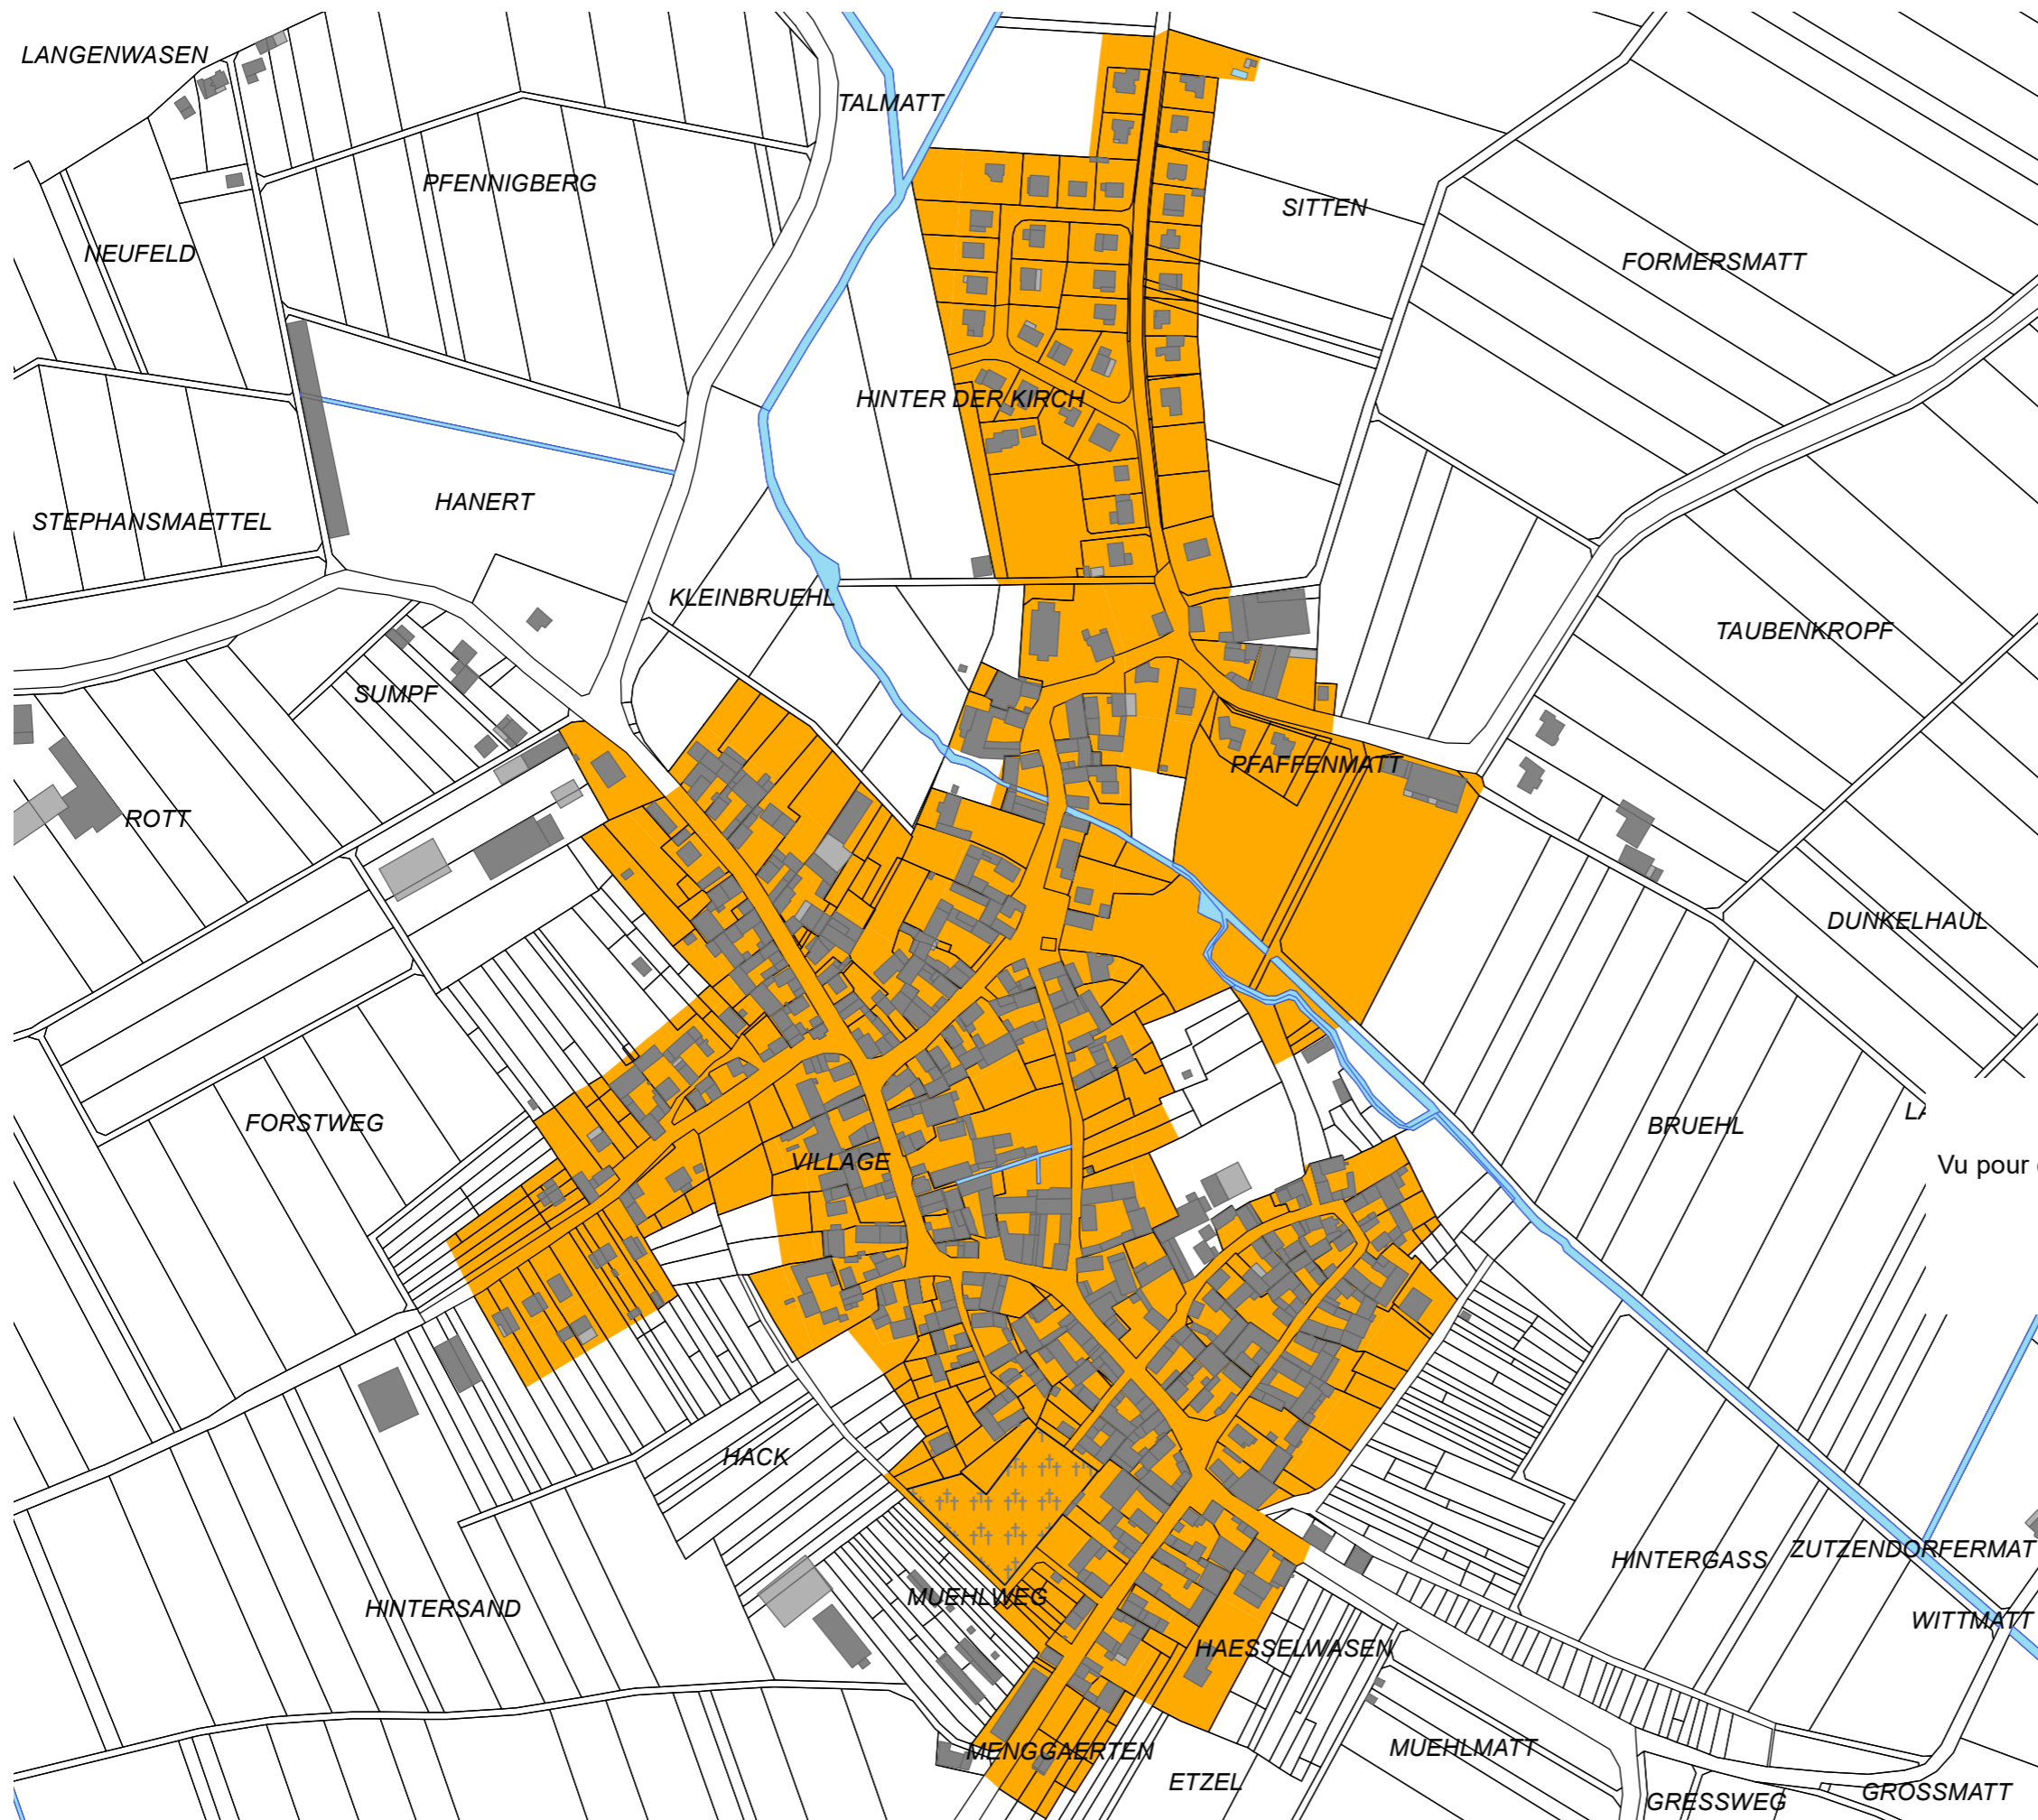 LANGENWASEN
TALMATT
PFENNIGBERG
SITTEN
NEUFELD
FORMERSMATT
HINTER DER KIRCH
HANERT
STEPHANSMAETTEL
KLEINBRUEHL
TAUBENKROPF
SUMPF
PFAFFENMATT
ROTT
DUNKELHAUL
FORSTWEG
BRUEHL
VILLAGE
Vu pour
HACK
HINTERGASS
ZUTZENDORFERMAT
MUEHLWEG
HINTERSAND
WITTMATT
HAESSELWASEN
MENGGAERTEN
MUEHLMATT
ETZEL
GROSSMATT
GRESSWEG